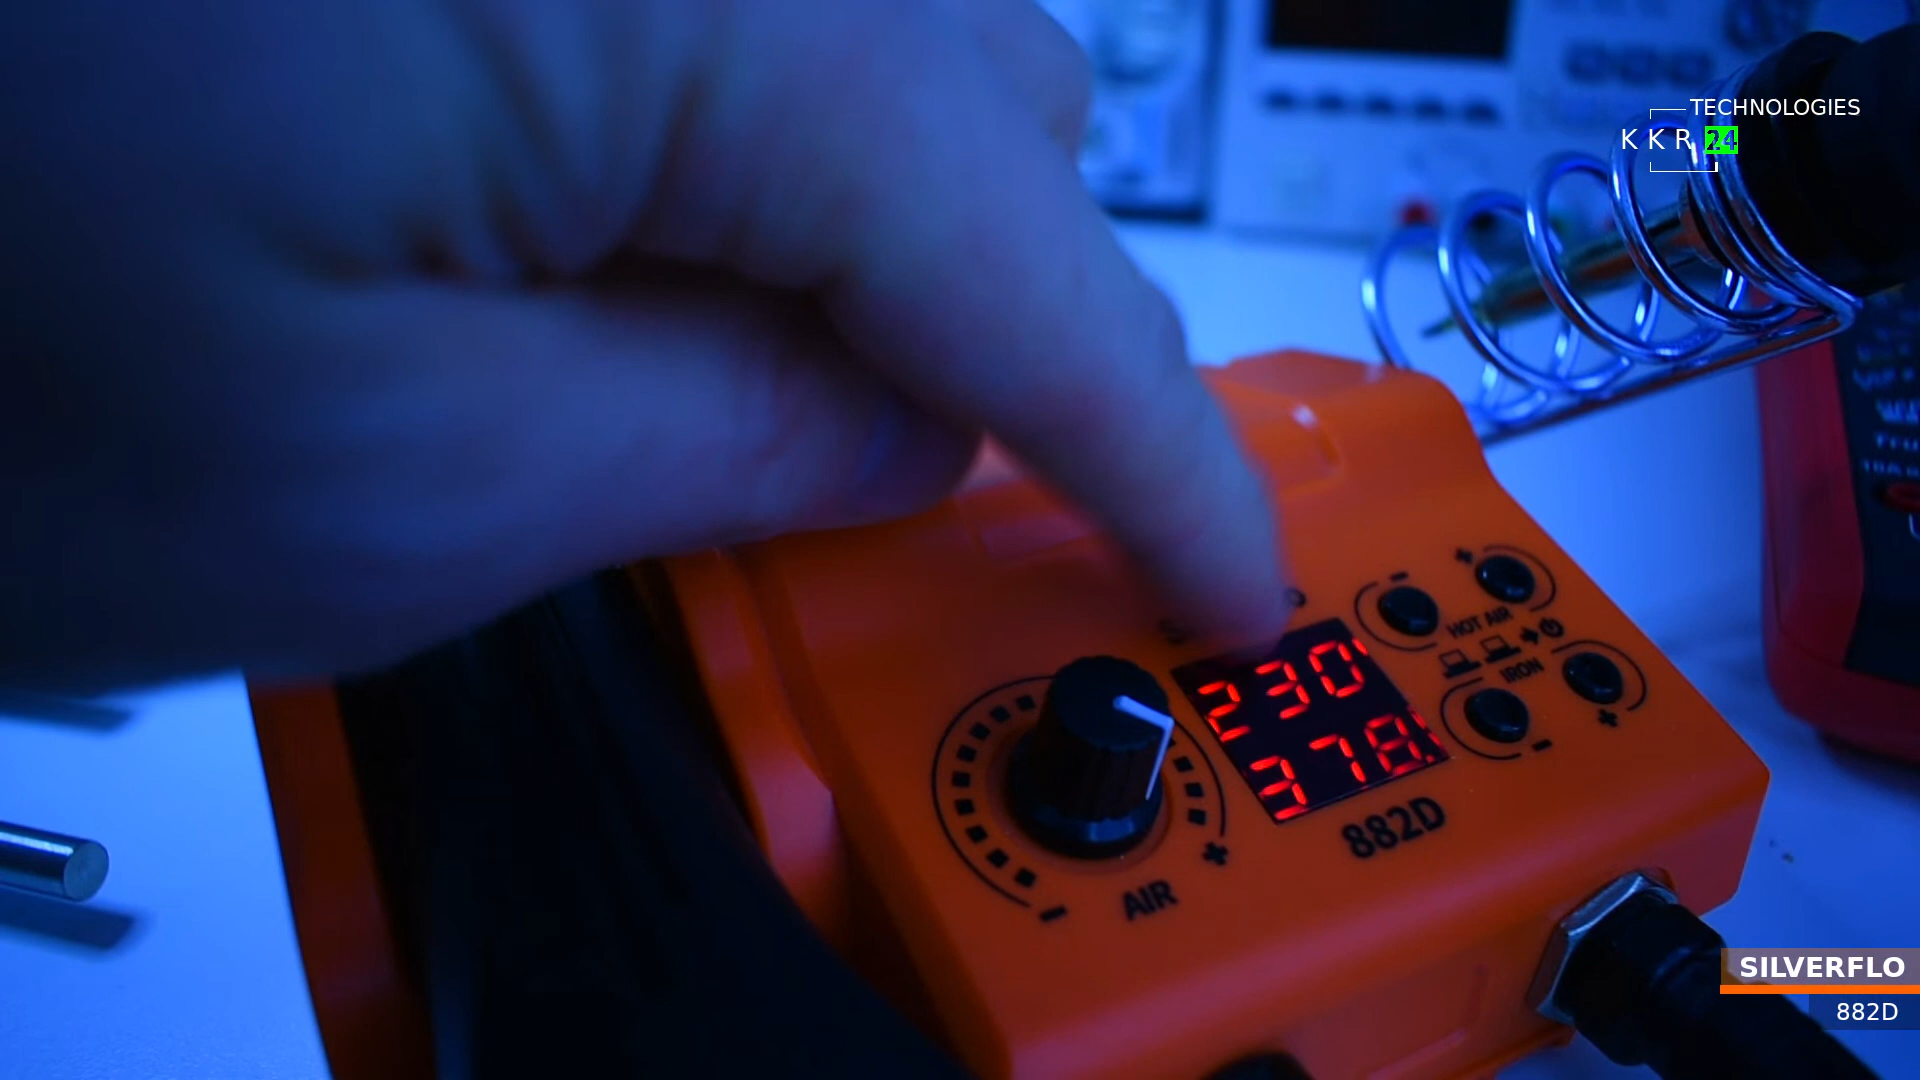 TECHNOLOGIES
KKR 24
HOT AIR
IRON
230
378.
882D
AIR
SILVERFLO
882D